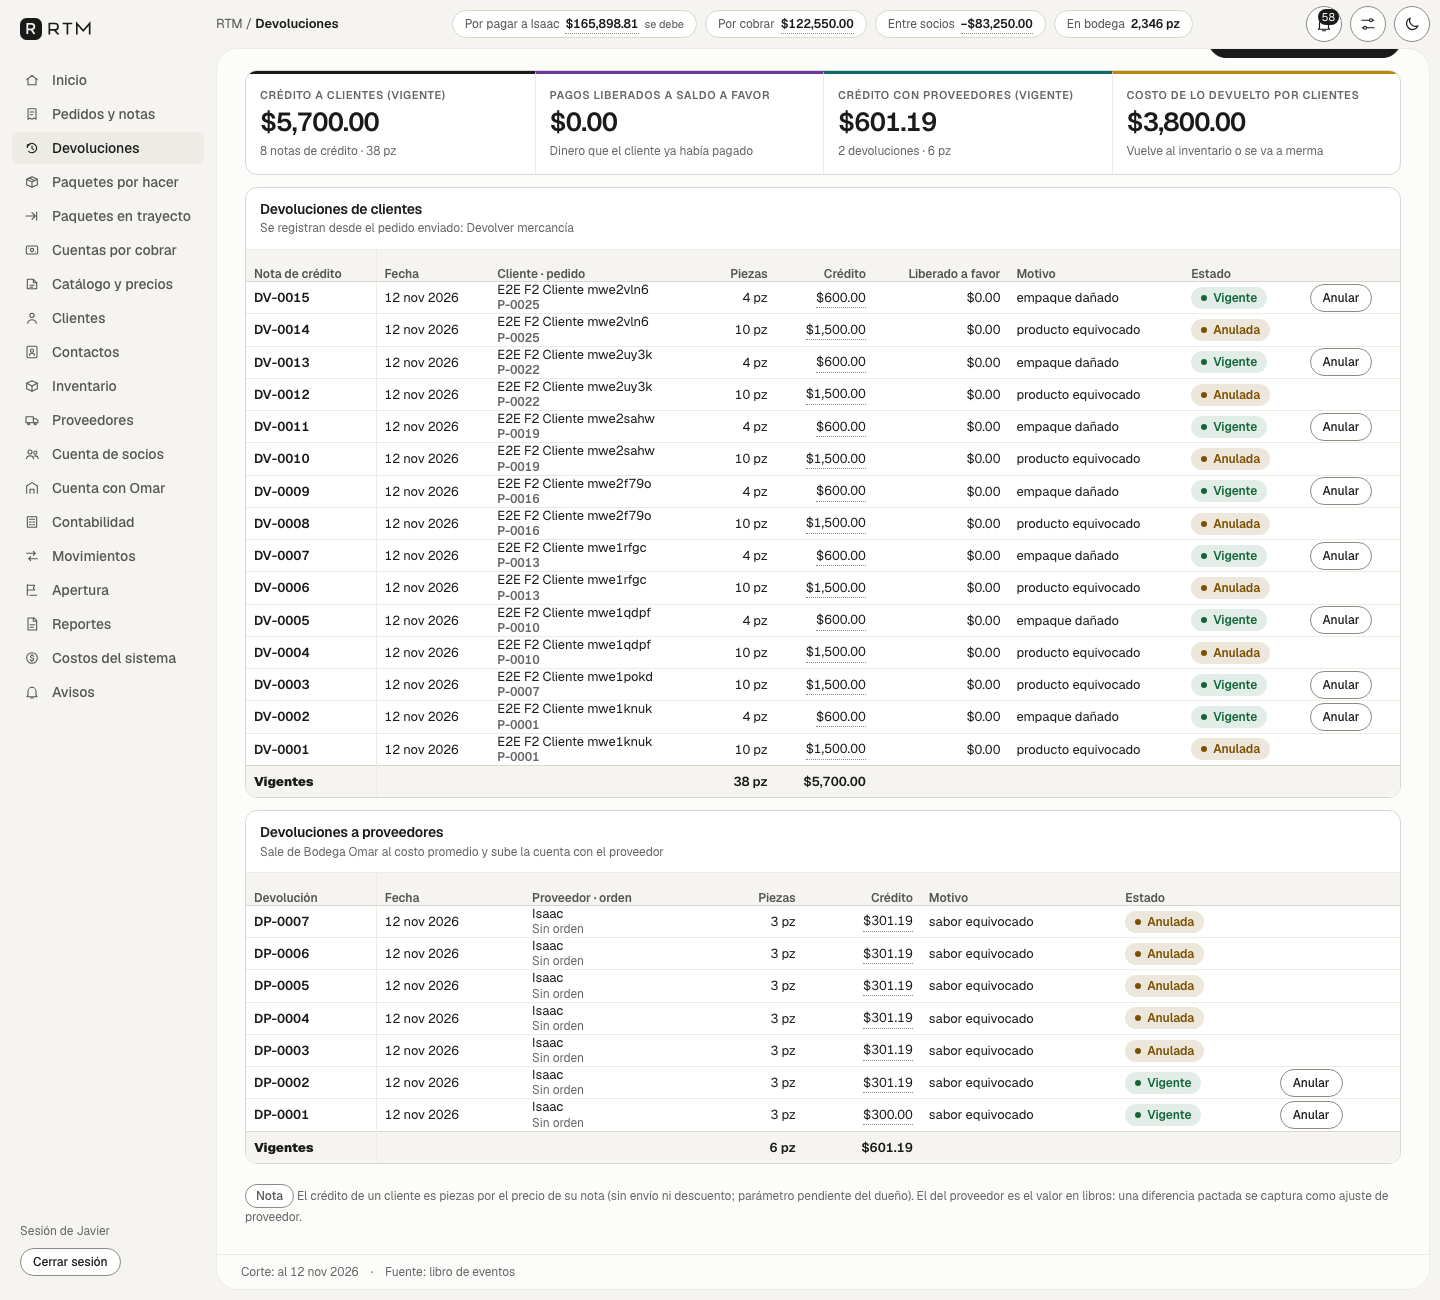 R RTM
RTM / Devoluciones
Por pagar a Isaac $165,898.81 se debe
Por cobrar $122,550.00
Entre socios −$83,250.00
En bodega 2,346 pz
58
Inicio
Pedidos y notas
Devoluciones
Paquetes por hacer
Paquetes en trayecto
Cuentas por cobrar
Catálogo y precios
Clientes
Contactos
Inventario
Proveedores
Cuenta de socios
Cuenta con Omar
Contabilidad
Movimientos
Apertura
Reportes
Costos del sistema
Avisos
Sesión de Javier
Cerrar sesión
CRÉDITO A CLIENTES (VIGENTE)
$5,700.00
8 notas de crédito · 38 pz
PAGOS LIBERADOS A SALDO A FAVOR
$0.00
Dinero que el cliente ya había pagado
CRÉDITO CON PROVEEDORES (VIGENTE)
$601.19
2 devoluciones · 6 pz
COSTO DE LO DEVUELTO POR CLIENTES
$3,800.00
Vuelve al inventario o se va a merma
Devoluciones de clientes
Se registran desde el pedido enviado: Devolver mercancía
Nota de crédito Fecha Cliente · pedido Piezas Crédito Liberado a favor Motivo Estado
DV-0015 12 nov 2026 E2E F2 Cliente mwe2vln6 4 pz $600.00 $0.00 empaque dañado Vigente Anular
P-0025
DV-0014 12 nov 2026 E2E F2 Cliente mwe2vln6 10 pz $1,500.00 $0.00 producto equivocado Anulada
P-0025
DV-0013 12 nov 2026 E2E F2 Cliente mwe2uy3k 4 pz $600.00 $0.00 empaque dañado Vigente Anular
P-0022
DV-0012 12 nov 2026 E2E F2 Cliente mwe2uy3k 10 pz $1,500.00 $0.00 producto equivocado Anulada
P-0022
DV-0011 12 nov 2026 E2E F2 Cliente mwe2sahw 4 pz $600.00 $0.00 empaque dañado Vigente Anular
P-0019
DV-0010 12 nov 2026 E2E F2 Cliente mwe2sahw 10 pz $1,500.00 $0.00 producto equivocado Anulada
P-0019
DV-0009 12 nov 2026 E2E F2 Cliente mwe2f79o 4 pz $600.00 $0.00 empaque dañado Vigente Anular
P-0016
DV-0008 12 nov 2026 E2E F2 Cliente mwe2f79o 10 pz $1,500.00 $0.00 producto equivocado Anulada
P-0016
DV-0007 12 nov 2026 E2E F2 Cliente mwe1rfgc 4 pz $600.00 $0.00 empaque dañado Vigente Anular
P-0013
DV-0006 12 nov 2026 E2E F2 Cliente mwe1rfgc 10 pz $1,500.00 $0.00 producto equivocado Anulada
P-0013
DV-0005 12 nov 2026 E2E F2 Cliente mwe1qdpf 4 pz $600.00 $0.00 empaque dañado Vigente Anular
P-0010
DV-0004 12 nov 2026 E2E F2 Cliente mwe1qdpf 10 pz $1,500.00 $0.00 producto equivocado Anulada
P-0010
DV-0003 12 nov 2026 E2E F2 Cliente mwe1pokd 10 pz $1,500.00 $0.00 producto equivocado Vigente Anular
P-0007
DV-0002 12 nov 2026 E2E F2 Cliente mwe1knuk 4 pz $600.00 $0.00 empaque dañado Vigente Anular
P-0001
DV-0001 12 nov 2026 E2E F2 Cliente mwe1knuk 10 pz $1,500.00 $0.00 producto equivocado Anulada
P-0001
Vigentes 38 pz $5,700.00
Devoluciones a proveedores
Sale de Bodega Omar al costo promedio y sube la cuenta con el proveedor
Devolución Fecha Proveedor · orden Piezas Crédito Motivo Estado
DP-0007 12 nov 2026 Isaac 3 pz $301.19 sabor equivocado Anulada
Sin orden
DP-0006 12 nov 2026 Isaac 3 pz $301.19 sabor equivocado Anulada
Sin orden
DP-0005 12 nov 2026 Isaac 3 pz $301.19 sabor equivocado Anulada
Sin orden
DP-0004 12 nov 2026 Isaac 3 pz $301.19 sabor equivocado Anulada
Sin orden
DP-0003 12 nov 2026 Isaac 3 pz $301.19 sabor equivocado Anulada
Sin orden
DP-0002 12 nov 2026 Isaac 3 pz $301.19 sabor equivocado Vigente Anular
Sin orden
DP-0001 12 nov 2026 Isaac 3 pz $300.00 sabor equivocado Vigente Anular
Sin orden
Vigentes 6 pz $601.19
Nota El crédito de un cliente es piezas por el precio de su nota (sin envío ni descuento; parámetro pendiente del dueño). El del proveedor es el valor en libros: una diferencia pactada se captura como ajuste de
proveedor.
Corte: al 12 nov 2026 · Fuente: libro de eventos